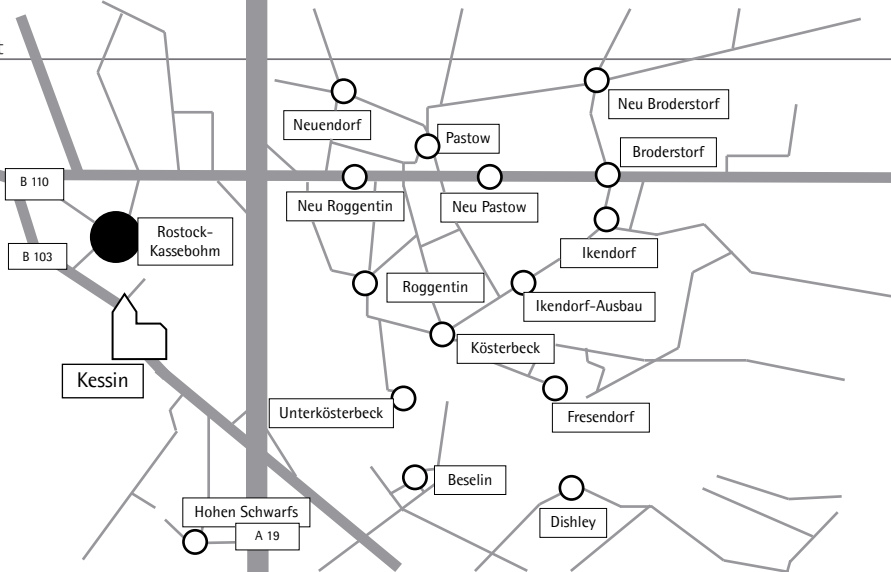 t
Neuendorf
Neu Broderstorf
Pastow
Broderstorf
B 110
Neu Roggentin
Neu Pastow
Rostock-
Kassebohm
B 103
Ikendorf
Roggentin
Ikendorf-Ausbau
Kösterbeck
Kessin
Unterkösterbeck
Fresendorf
Beselin
Hohen Schwarfs
Dishley
A 19